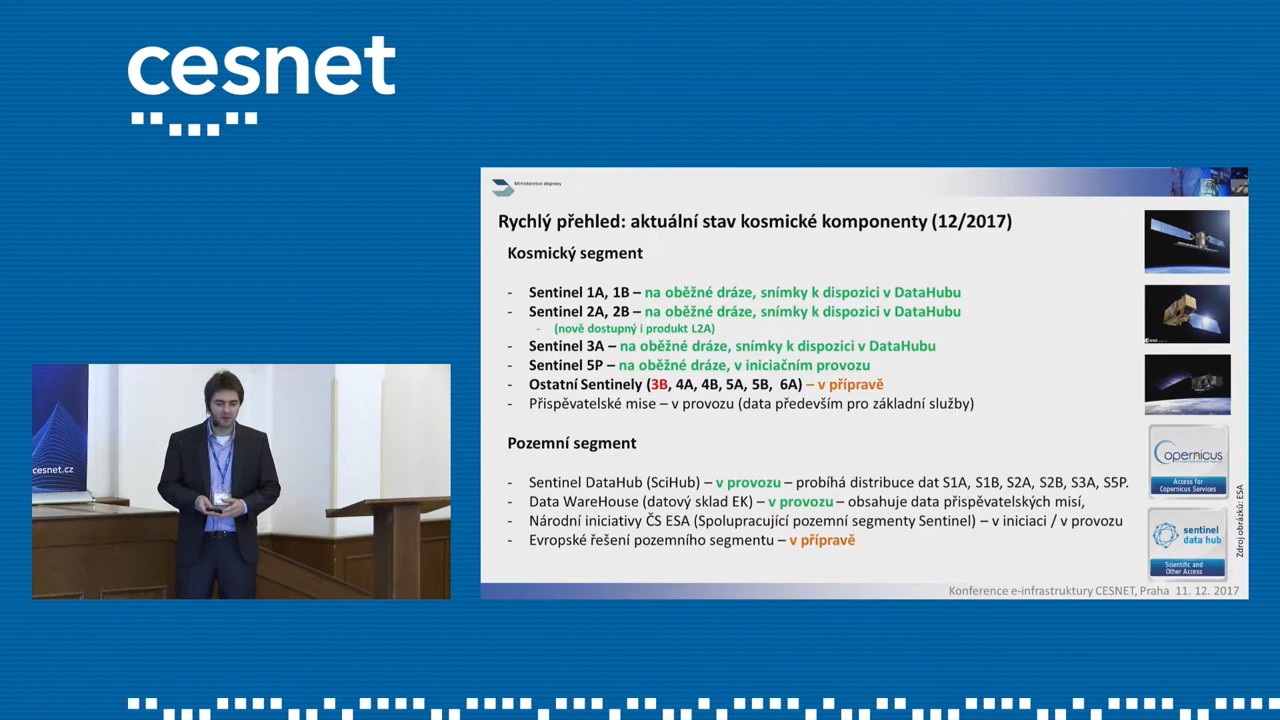 cesnet
Ministerstvo dopravy
Rychlý přehled: aktuální stav kosmické komponenty (12/2017)
Kosmický segment
- Sentinel 1A, 1B – na oběžné dráze, snímky k dispozici v DataHubu
- Sentinel 2A, 2B – na oběžné dráze, snímky k dispozici v DataHubu
- (nově dostupný i produkt L2A)
- Sentinel 3A – na oběžné dráze, snímky k dispozici v DataHubu
- Sentinel 5P – na oběžné dráze, v iniciačním provozu
- Ostatní Sentinely (3B, 4A, 4B, 5A, 5B, 6A) – v přípravě
- Přispěvatelské mise – v provozu (data především pro základní služby)
Pozemní segment
- Sentinel DataHub (SciHub) – v provozu – probíhá distribuce dat S1A, S1B, S2A, S2B, S3A, S5P.
Data WareHouse (datový sklad EK) – v provozu – obsahuje data přispěvatelských misí,
- Národní iniciativy ČS ESA (Spolupracující pozemní segmenty Sentinel) – v iniciaci / v provozu
- Evropské řešení pozemního segmentu – v přípravě
Copernicus
Access for
Copernicus Services
sentinel
data hub
Scientific and
Other Access
Zdroj obrázků: ESA
Konference e-infrastruktury CESNET, Praha 11. 12. 2017
cesnet.cz